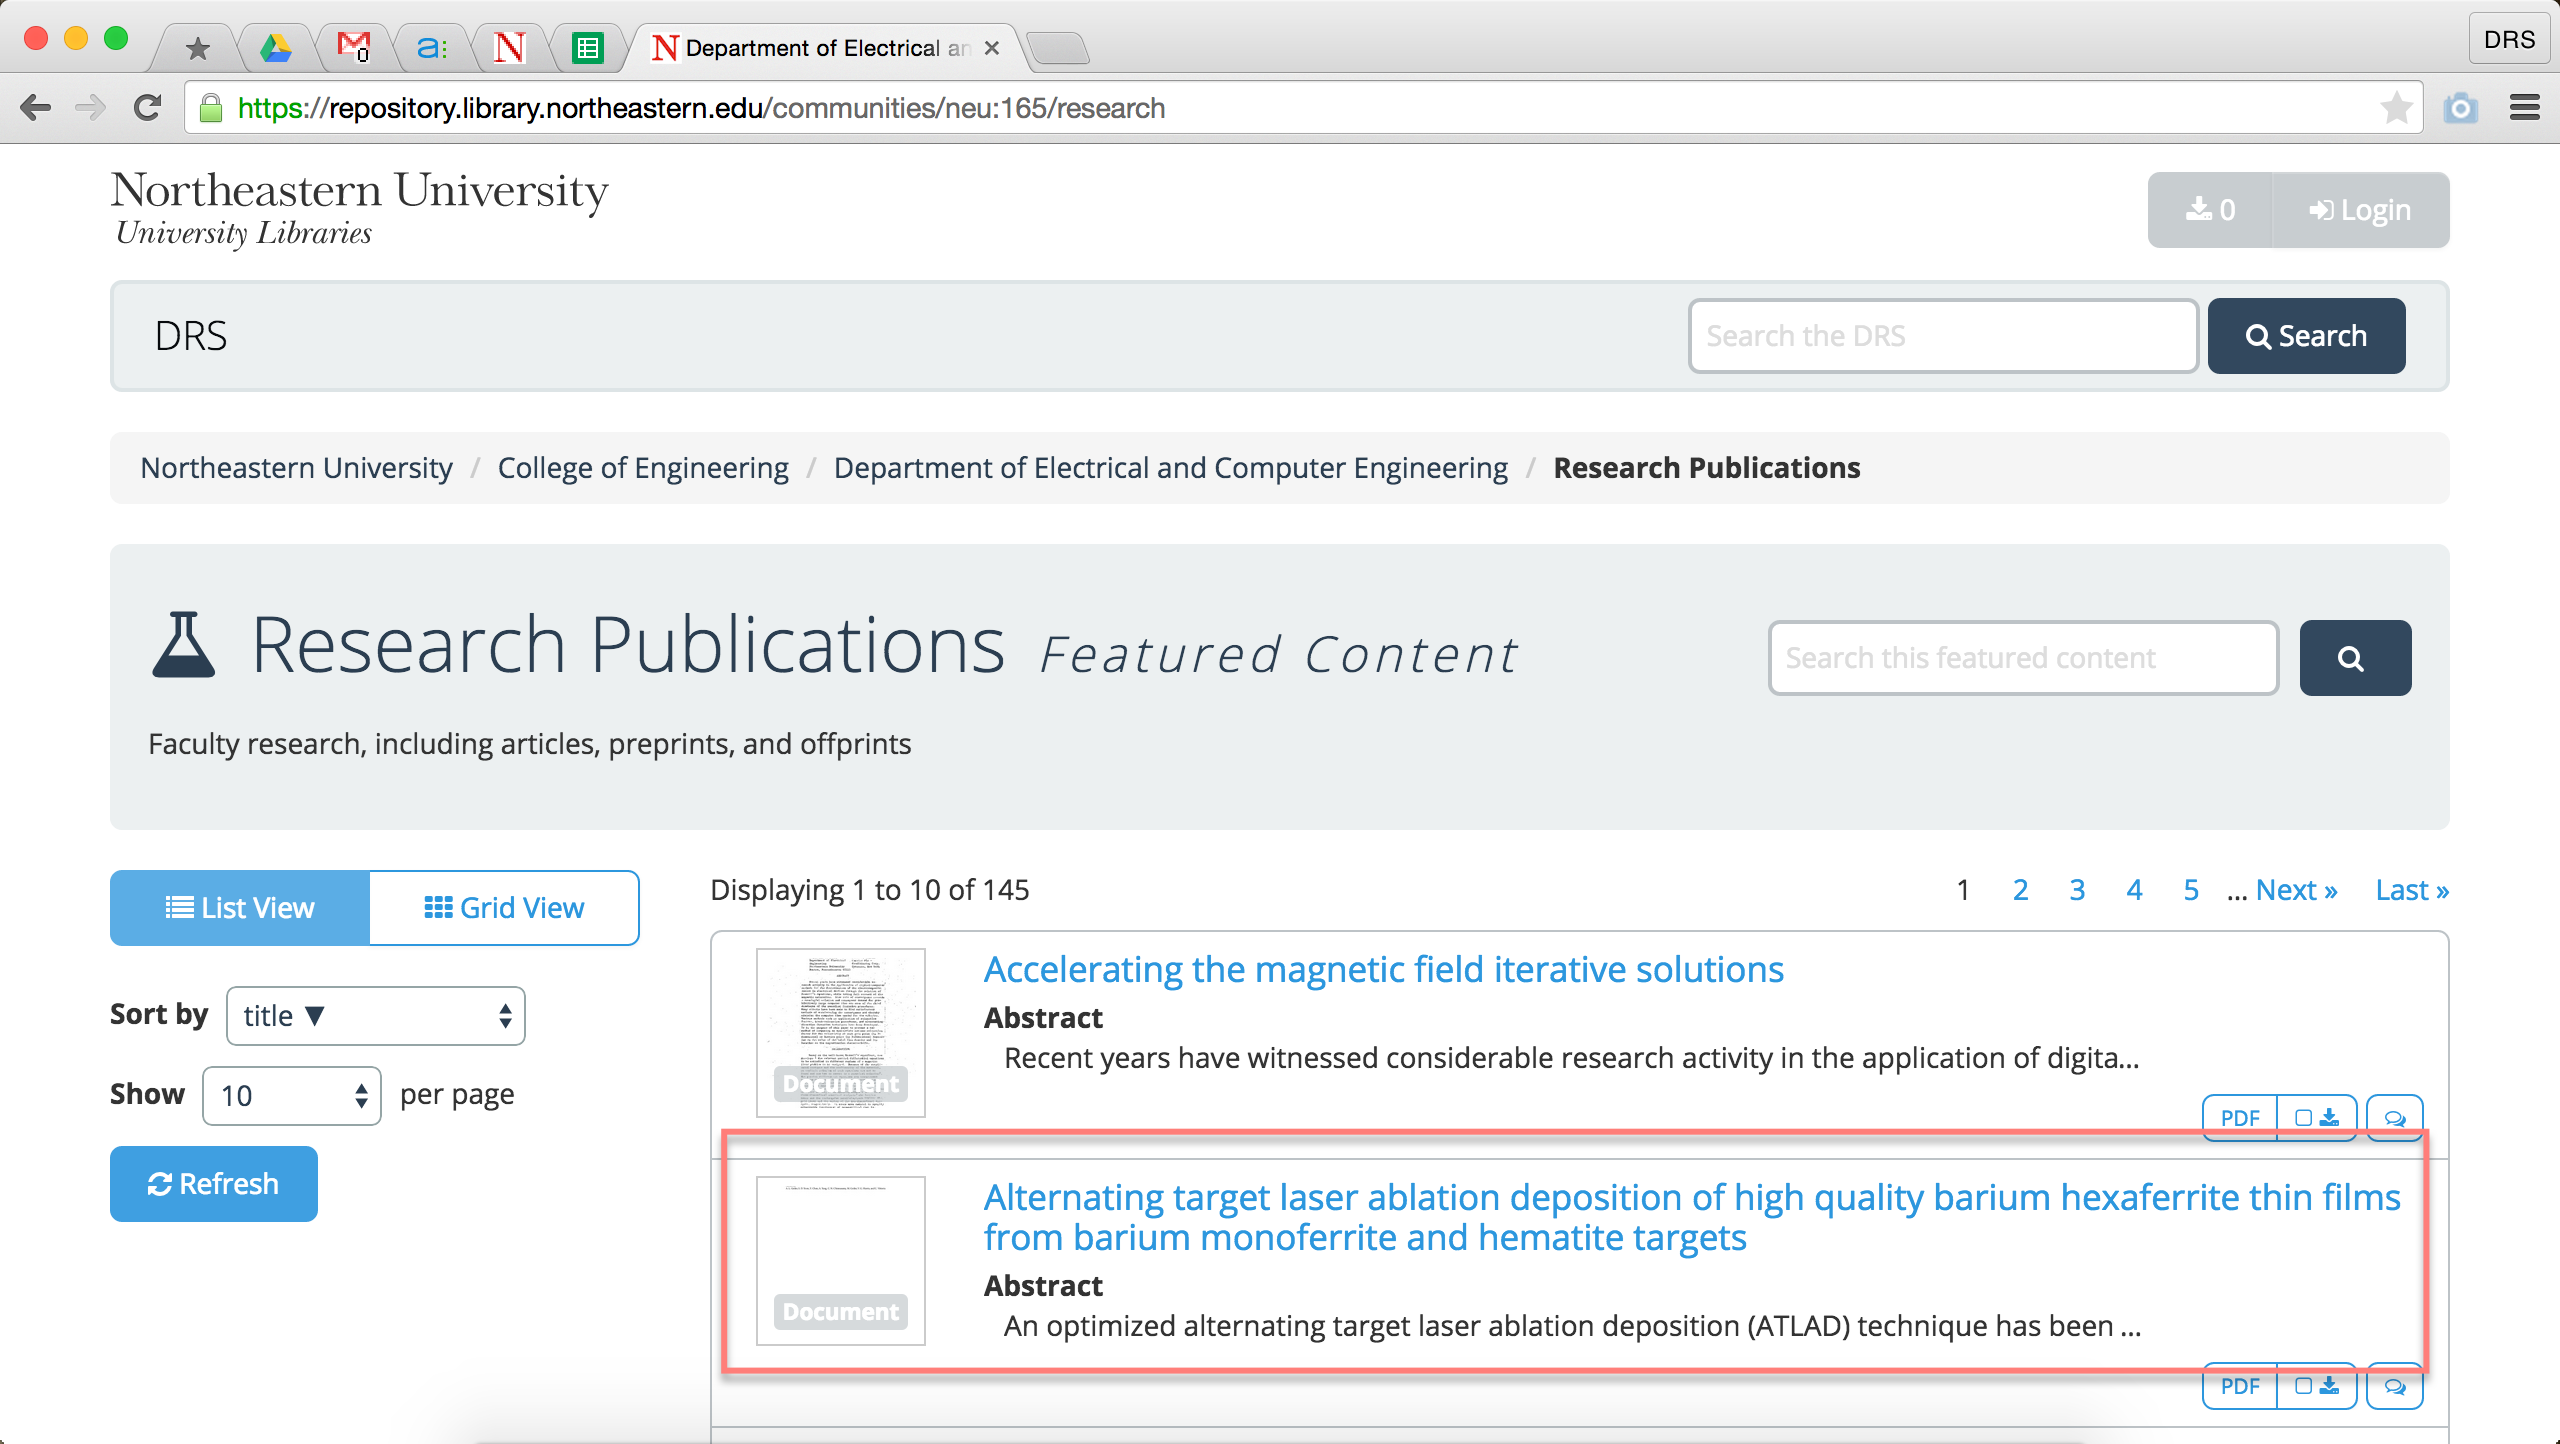 Department of Electrical an
DRS
https://repository.library.northeastern.edu/communities/neu:165/research
Northeastern University
University Libraries
0
Login
DRS
Search the DRS
Search
Northeastern University / College of Engineering / Department of Electrical and Computer Engineering / Research Publications
Research Publications Featured Content
Search this featured content
Faculty research, including articles, preprints, and offprints
List View
Grid View
Displaying 1 to 10 of 145
1 2 3 4 5 ... Next » Last »
Sort by title ▼
Show 10 per page
Refresh
Document
Accelerating the magnetic field iterative solutions
Abstract
Recent years have witnessed considerable research activity in the application of digita...
PDF
Document
Alternating target laser ablation deposition of high quality barium hexaferrite thin films
from barium monoferrite and hematite targets
Abstract
An optimized alternating target laser ablation deposition (ATLAD) technique has been ...
PDF